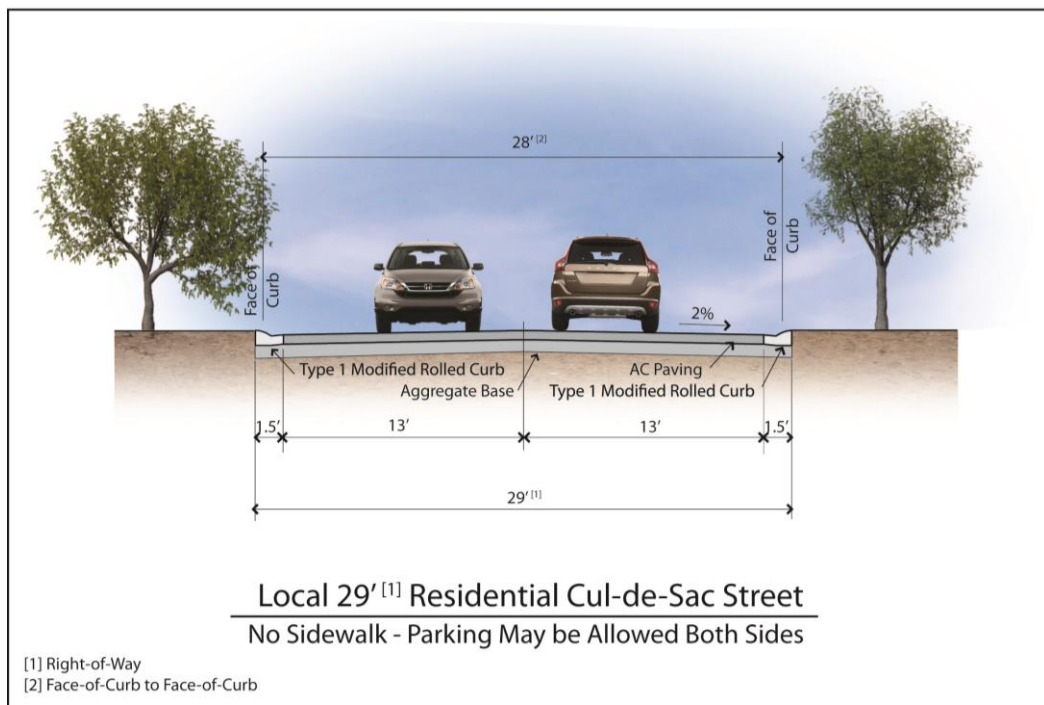 28' [2]
Face of
Curb
Face of
Curb
2%
Type 1 Modified Rolled Curb
AC Paving
Aggregate Base
Type 1 Modified Rolled Curb
1.5'
13'
13'
1.5'
29' [1]
Local 29' [1] Residential Cul-de-Sac Street
No Sidewalk - Parking May be Allowed Both Sides
[1] Right-of-Way
[2] Face-of-Curb to Face-of-Curb